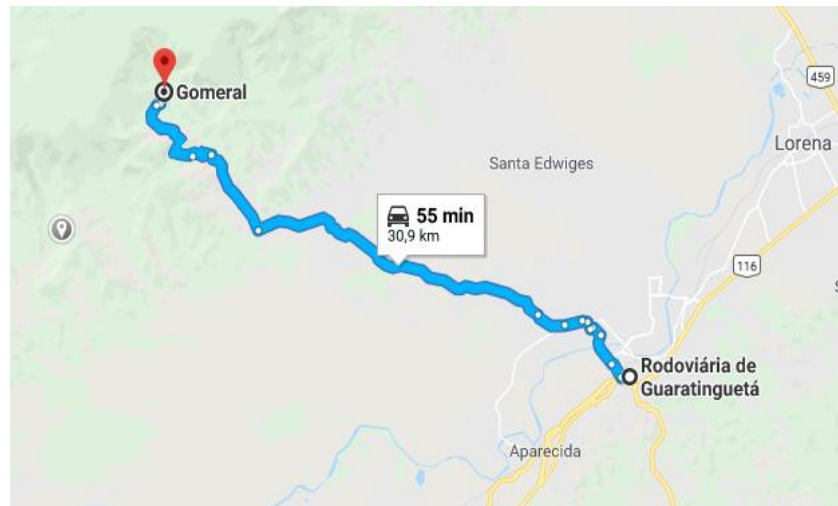 459
Gomeral
Lorena
Santa Edwiges
55 min
30,9 km
116
S
Rodoviária de
Guaratinguetá
Aparecida